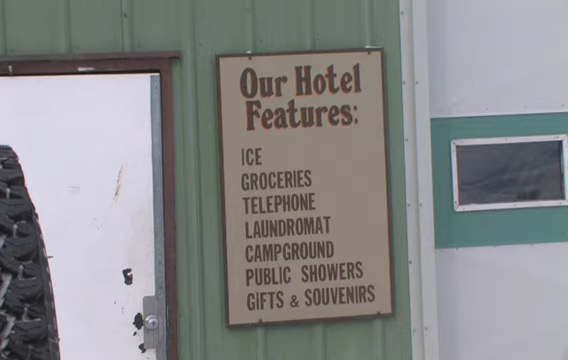 Our Hotel
Features:
ICE
GROCERIES
TELEPHONE
LAUNDROMAT
CAMPGROUND
PUBLIC SHOWERS
GIFTS & SOUVENIRS